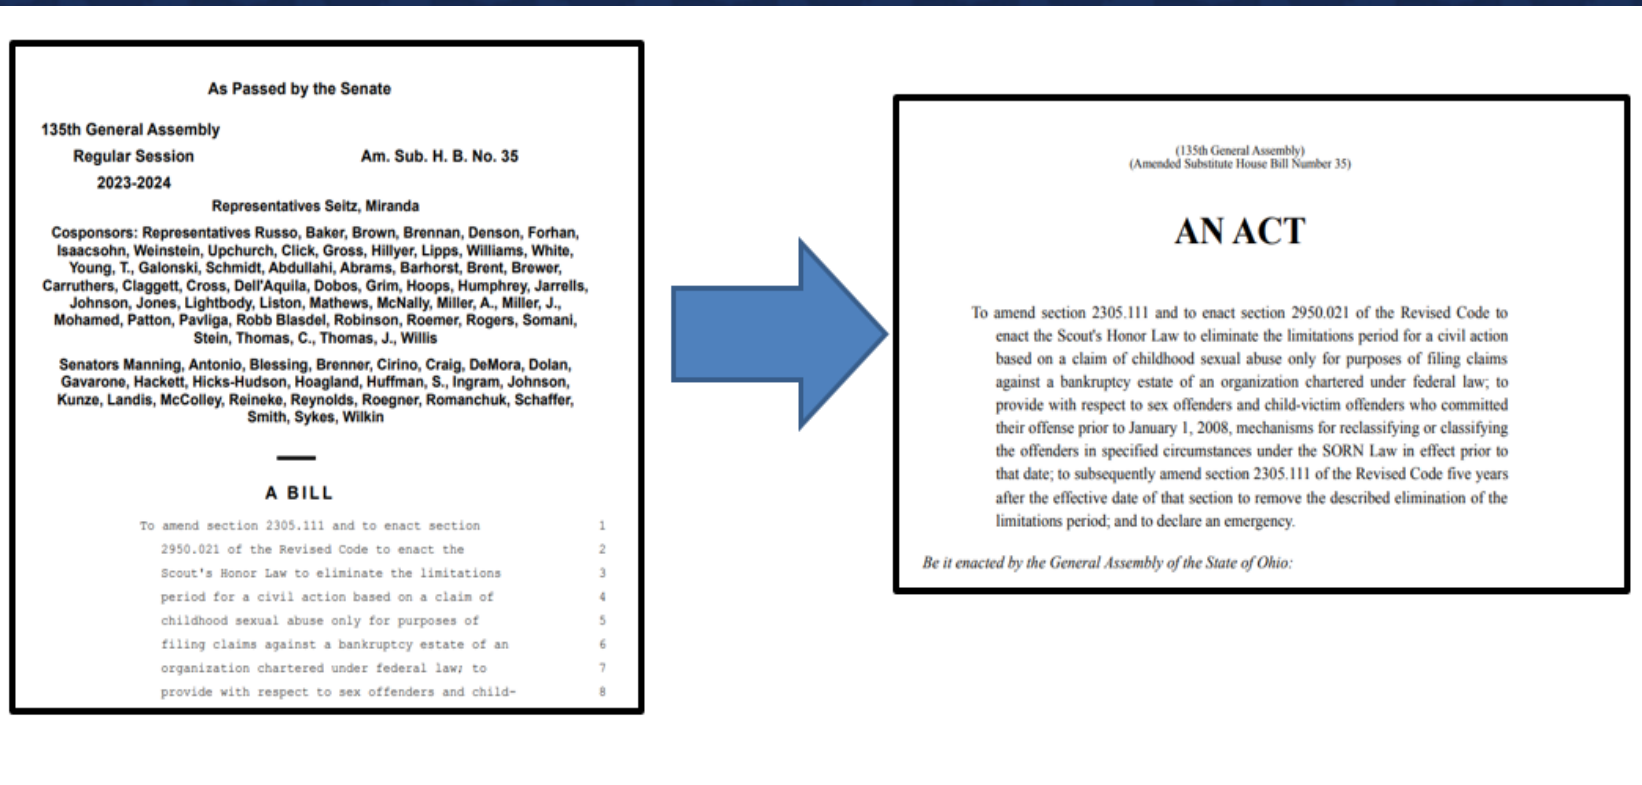 As Passed by the Senate
135th General Assembly
Regular Session Am. Sub. H. B. No. 35
2023-2024
Representatives Seitz, Miranda
Cosponsors: Representatives Russo, Baker, Brown, Brennan, Denson, Forhan,
Isaacsohn, Weinstein, Upchurch, Click, Gross, Hillyer, Lipps, Williams, White,
Young, T., Galonski, Schmidt, Abdullahi, Abrams, Barhorst, Brent, Brewer,
Carruthers, Claggett, Cross, Dell'Aquila, Dobos, Grim, Hoops, Humphrey, Jarrells,
Johnson, Jones, Lightbody, Liston, Mathews, McNally, Miller, A., Miller, J.,
Mohamed, Patton, Pavliga, Robb Blasdel, Robinson, Roemer, Rogers, Somani,
Stein, Thomas, C., Thomas, J., Willis
Senators Manning, Antonio, Blessing, Brenner, Cirino, Craig, DeMora, Dolan,
Gavarone, Hackett, Hicks-Hudson, Hoagland, Huffman, S., Ingram, Johnson,
Kunze, Landis, McColley, Reineke, Reynolds, Roegner, Romanchuk, Schaffer,
Smith, Sykes, Wilkin
A BILL
To amend section 2305.111 and to enact section 1
2950.021 of the Revised Code to enact the 2
Scout's Honor Law to eliminate the limitations 3
period for a civil action based on a claim of 4
childhood sexual abuse only for purposes of 5
filing claims against a bankruptcy estate of an 6
organization chartered under federal law; to 7
provide with respect to sex offenders and child- 8
(135th General Assembly)
(Amended Substitute House Bill Number 35)
AN ACT
To amend section 2305.111 and to enact section 2950.021 of the Revised Code to
enact the Scout's Honor Law to eliminate the limitations period for a civil action
based on a claim of childhood sexual abuse only for purposes of filing claims
against a bankruptcy estate of an organization chartered under federal law; to
provide with respect to sex offenders and child-victim offenders who committed
their offense prior to January 1, 2008, mechanisms for reclassifying or classifying
the offenders in specified circumstances under the SORN Law in effect prior to
that date; to subsequently amend section 2305.111 of the Revised Code five years
after the effective date of that section to remove the described elimination of the
limitations period; and to declare an emergency.
Be it enacted by the General Assembly of the State of Ohio: